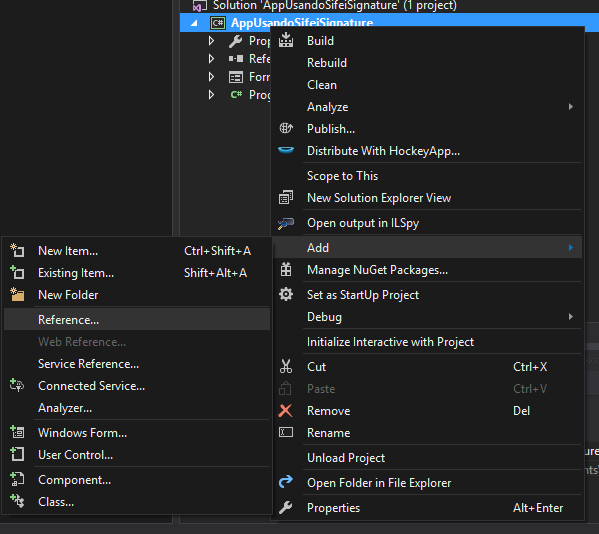 Solution 'AppUsandoSifeiSignature' (1 project)
AppUsandoSifeiSignature
Prop
Refe
Form
Prog
Build
Rebuild
Clean
Analyze
Publish...
Distribute With HockeyApp...
Scope to This
New Solution Explorer View
Open output in ILSpy
Add
Manage NuGet Packages...
Set as StartUp Project
Debug
Initialize Interactive with Project
Cut Ctrl+X
Paste Ctrl+V
Remove Del
Rename
Unload Project
Open Folder in File Explorer
Properties Alt+Enter
New Item... Ctrl+Shift+A
Existing Item... Shift+Alt+A
New Folder
Reference...
Web Reference...
Service Reference...
Connected Service...
Analyzer...
Windows Form...
User Control...
Component...
Class...